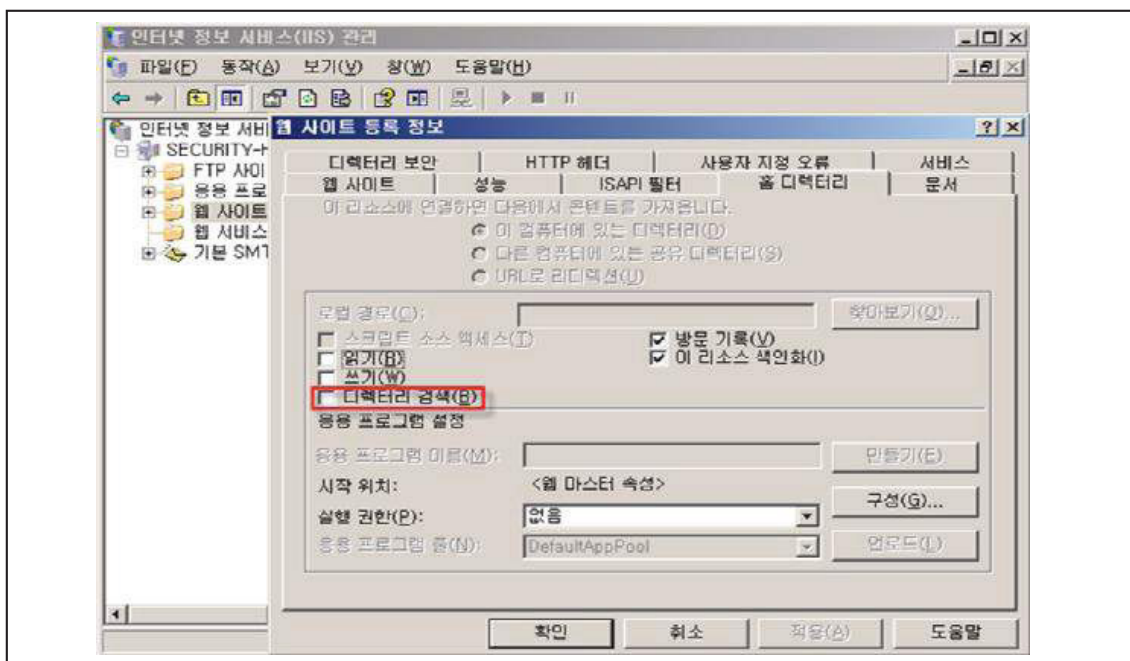 인터넷 정보 서비스(IIS) 관리
파일(F) 동작(A) 보기(V) 창(W) 도움말(H)
인터넷 정보 서비
SECURITY-H
FTP 사이
응용 프로
웹 사이트
웹 서비스
기본 SMT
웹 사이트 등록 정보
디렉터리 보안 HTTP 헤더 사용자 지정 오류 서비스
웹 사이트 성능 ISAPI 필터 홈 디렉터리 문서
이 리소스에 연결하면 다음에서 콘텐트를 가져옵니다.
이 컴퓨터에 있는 디렉터리(D)
다른 컴퓨터에 있는 공유 디렉터리(S)
URL로 리디렉션(U)
로컬 경로(C): 찾아보기(O)...
스크립트 소스 액세스(T) 방문 기록(V)
읽기(R) 이 리소스 색인화(I)
쓰기(W)
디렉터리 검색(B)
응용 프로그램 설정
응용 프로그램 이름(M): 만들기(E)
시작 위치: <웹 마스터 속성>
구성(G)...
실행 권한(P): 없음
응용 프로그램 풀(N): DefaultAppPool 언로드(L)
확인 취소 적용(A) 도움말